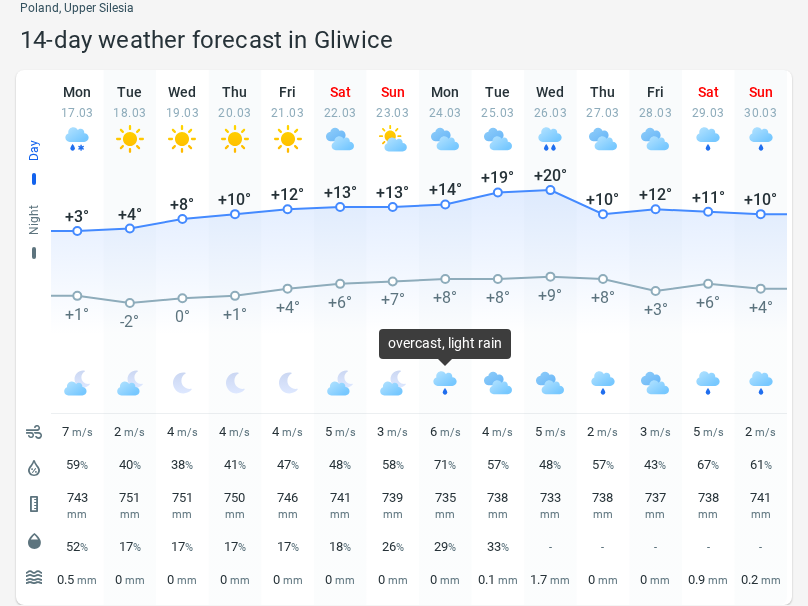 Poland, Upper Silesia
14-day weather forecast in Gliwice
Mon Tue Wed Thu Fri Sat Sun Mon Tue Wed Thu Fri Sat Sun
17.03 18.03 19.03 20.03 21.03 22.03 23.03 24.03 25.03 26.03 27.03 28.03 29.03 30.03
Day
+3° +4° +8° +10° +12° +13° +13° +14° +19° +20° +10° +12° +11° +10°
Night
+1° -2° 0° +1° +4° +6° +7° +8° +8° +9° +8° +3° +6° +4°
overcast, light rain
7 m/s 2 m/s 4 m/s 4 m/s 4 m/s 5 m/s 3 m/s 6 m/s 4 m/s 5 m/s 2 m/s 3 m/s 5 m/s 2 m/s
59% 40% 38% 41% 47% 48% 58% 71% 57% 48% 57% 43% 67% 61%
743 751 751 750 746 741 739 735 738 733 738 737 738 741
mm mm mm mm mm mm mm mm mm mm mm mm mm mm
52% 17% 17% 17% 17% 18% 26% 29% 33% - - - - -
0.5 mm 0 mm 0 mm 0 mm 0 mm 0 mm 0 mm 0 mm 0.1 mm 1.7 mm 0 mm 0 mm 0.9 mm 0.2 mm